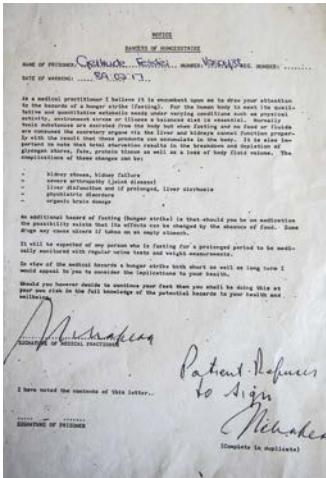 NOTICE
DANGERS OF HUNGERSTRIKE
NAME OF PRISONER: Gertrude Fester NUMBER: REG. NUMBER: ......
DATE OF WARNING: 89.02.17.
As a medical practitioner I believe it is encumbent upon me to draw your attention
to the hazards of a hunger strike (fasting). For the human body to meet its quali-
tative and quantitative metabolic needs under varying conditions such as physical
activity, environment stress or illness a balanced diet is essential. Normally
toxic substances are excreted from the body but when fasting and no food or fluids
are consumed the excretory organs via the liver and kidneys cannot function proper-
ly with the result that these products can accumulate in the body. It is also im-
portant to note that total starvation results in the breakdown and depletion of
glycogen stores, fats, protein tissue as well as a loss of body fluid volume. The
complications of these changes can be:
- kidney stones, kidney failure
- severe arthropathy (joint disease)
- liver disfunction and if prolonged, liver cirrhosis
- psychiatric disorders
- organic brain damage
An additional hazard of fasting (hunger strike) is that should you be on medication
the possibility exists that its effects can be changed by the absence of food. Some
drugs may cause ulcers if taken on an empty stomach.
It will be expected of any person who is fasting for a prolonged period to be medi-
cally monitored with regular urine tests and weight measurements.
In view of the medical hazards a hunger strike both short as well as long term I
would appeal to you to consider the implications to your health.
Should you however decide to continue your fast then you shall be doing this at
your own risk in the full knowledge of the potential hazards to your health and
wellbeing.
SIGNATURE OF MEDICAL PRACTITIONER
Patient Refuses
to sign
I have noted the contents of this letter..
SIGNATURE OF PRISONER
(Complete in duplicate)